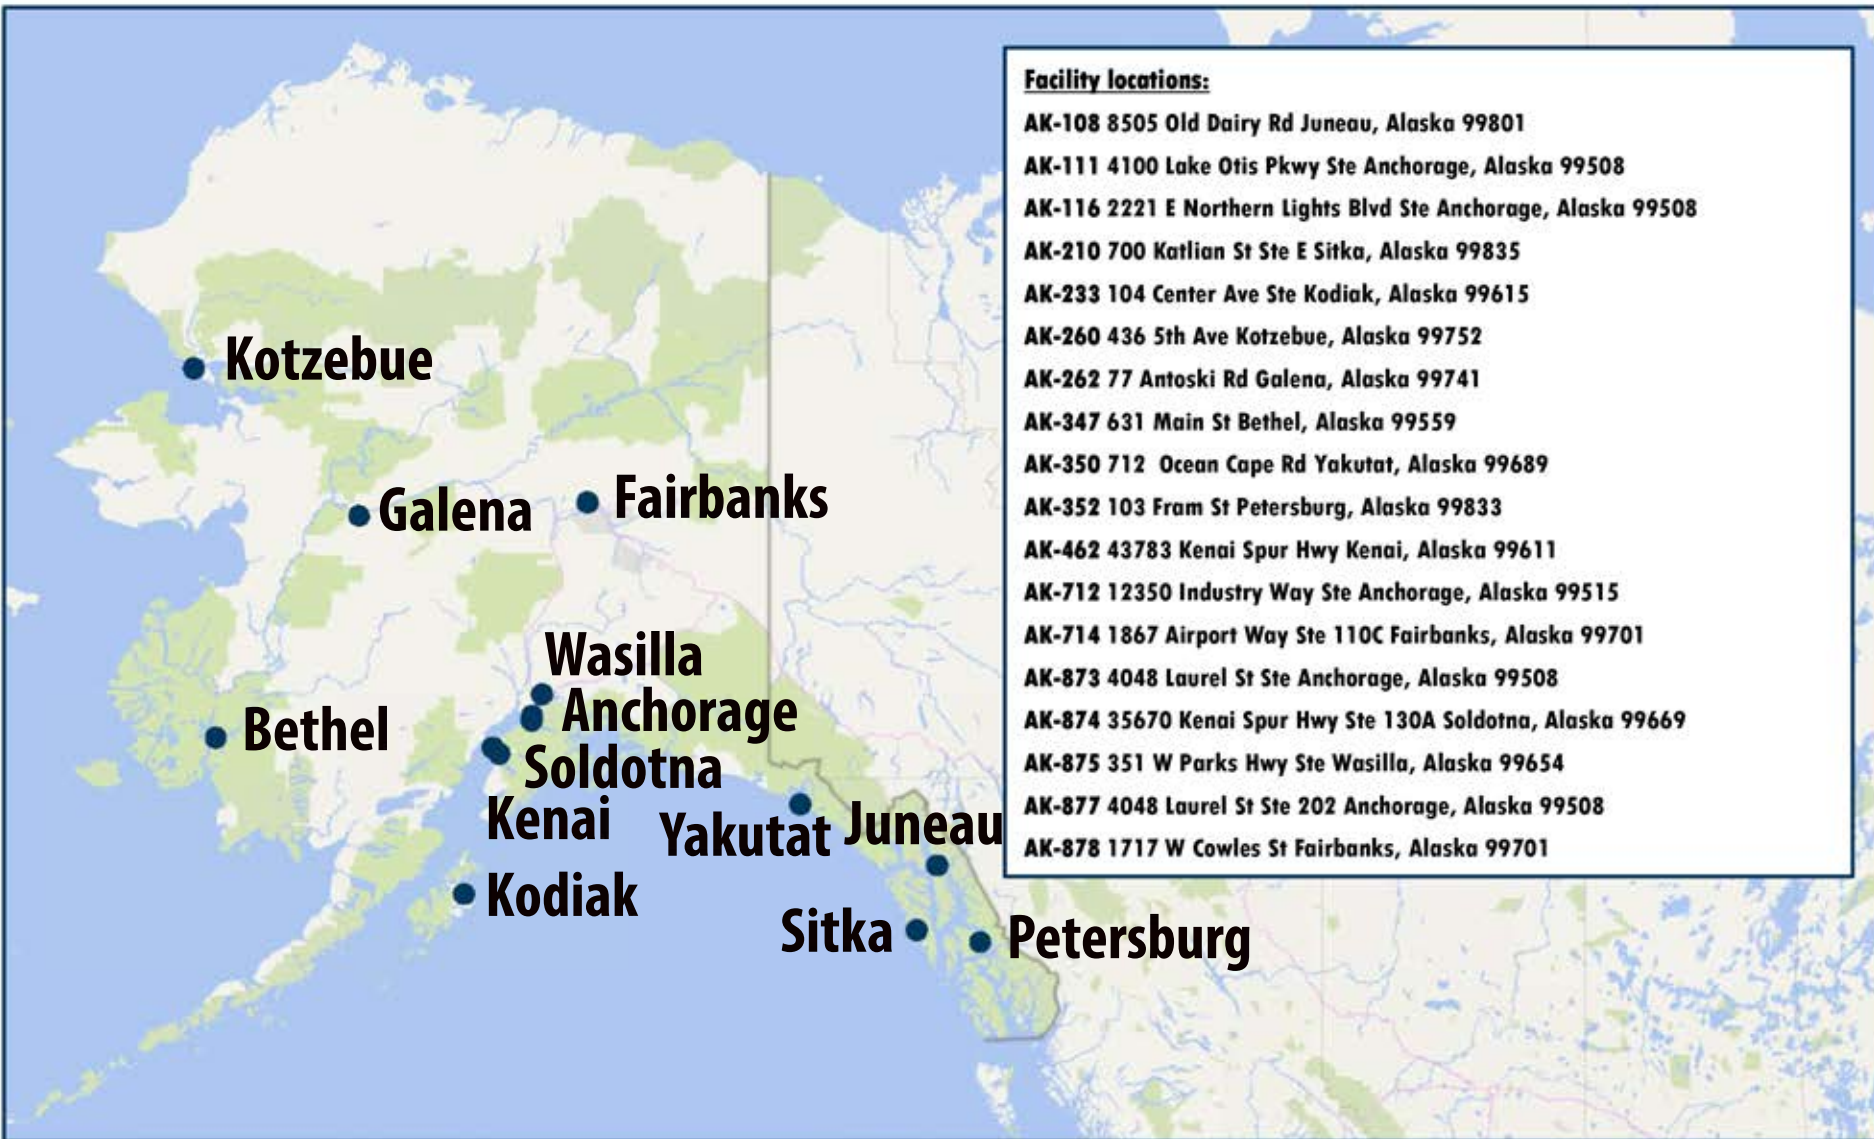 Facility locations:
AK-108 8505 Old Dairy Rd Juneau, Alaska 99801
AK-111 4100 Lake Otis Pkwy Ste Anchorage, Alaska 99508
AK-116 2221 E Northern Lights Blvd Ste Anchorage, Alaska 99508
AK-210 700 Katlian St Ste E Sitka, Alaska 99835
AK-233 104 Center Ave Ste Kodiak, Alaska 99615
AK-260 436 5th Ave Kotzebue, Alaska 99752
AK-262 77 Antoski Rd Galena, Alaska 99741
AK-347 631 Main St Bethel, Alaska 99559
AK-350 712 Ocean Cape Rd Yakutat, Alaska 99689
AK-352 103 Fram St Petersburg, Alaska 99833
AK-462 43783 Kenai Spur Hwy Kenai, Alaska 99611
AK-712 12350 Industry Way Ste Anchorage, Alaska 99515
AK-714 1867 Airport Way Ste 110C Fairbanks, Alaska 99701
AK-873 4048 Laurel St Ste Anchorage, Alaska 99508
AK-874 35670 Kenai Spur Hwy Ste 130A Soldotna, Alaska 99669
AK-875 351 W Parks Hwy Ste Wasilla, Alaska 99654
AK-877 4048 Laurel St Ste 202 Anchorage, Alaska 99508
AK-878 1717 W Cowles St Fairbanks, Alaska 99701
Kotzebue
Galena
Fairbanks
Wasilla
Anchorage
Bethel
Soldotna
Kenai
Yakutat
Juneau
Kodiak
Sitka
Petersburg